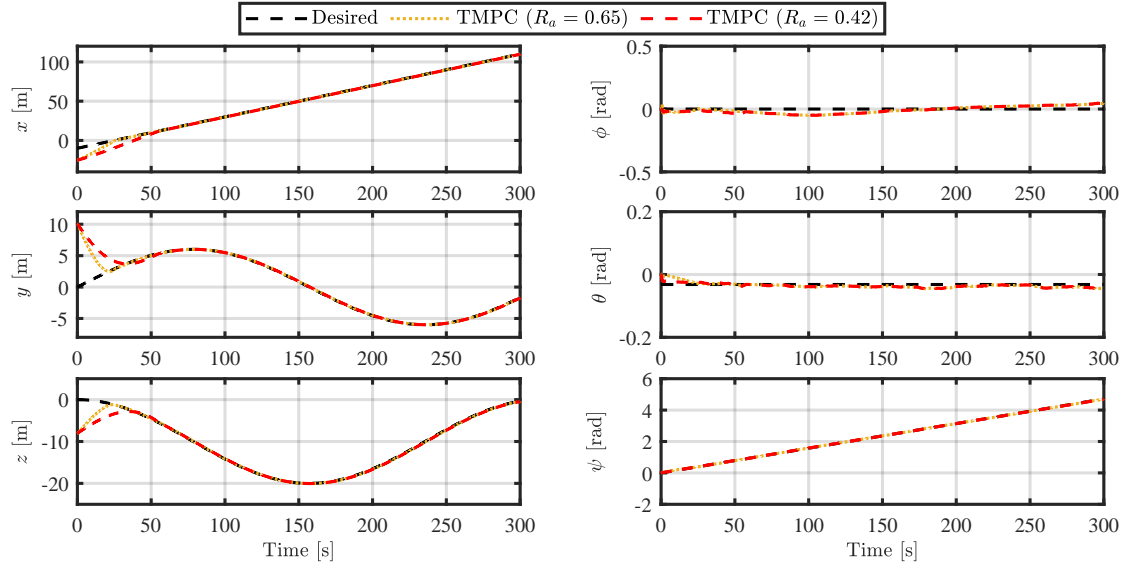 Desired TMPC (R_a = 0.65) TMPC (R_a = 0.42)
x [m]
100
50
0
0 50 100 150 200 250 300
ϕ [rad]
0.5
0
-0.5
0 50 100 150 200 250 300
y [m]
10
5
0
-5
0 50 100 150 200 250 300
θ [rad]
0.2
0
-0.2
0 50 100 150 200 250 300
z [m]
0
-10
-20
0 50 100 150 200 250 300
Time [s]
ψ [rad]
6
4
2
0
-2
0 50 100 150 200 250 300
Time [s]